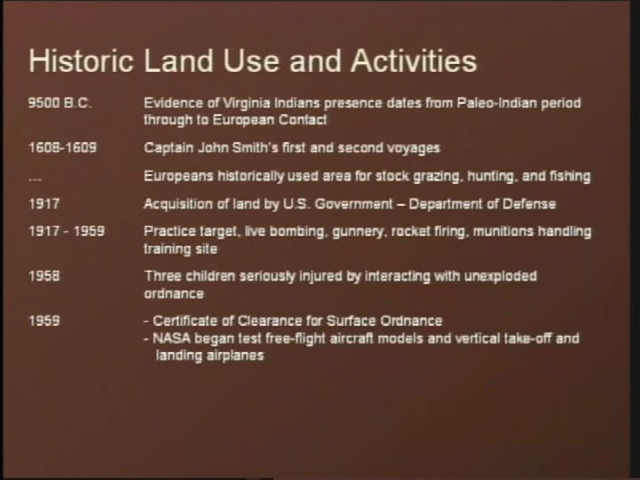 Historic Land Use and Activities
9500 B.C. Evidence of Virginia Indians presence dates from Paleo-Indian period
through to European Contact
1608-1609 Captain John Smith's first and second voyages
... Europeans historically used area for stock grazing, hunting, and fishing
1917 Acquisition of land by U.S. Government – Department of Defense
1917 - 1959 Practice target, live bombing, gunnery, rocket firing, munitions handling
training site
1958 Three children seriously injured by interacting with unexploded
ordnance
1959 - Certificate of Clearance for Surface Ordnance
- NASA began test free-flight aircraft models and vertical take-off and
landing airplanes